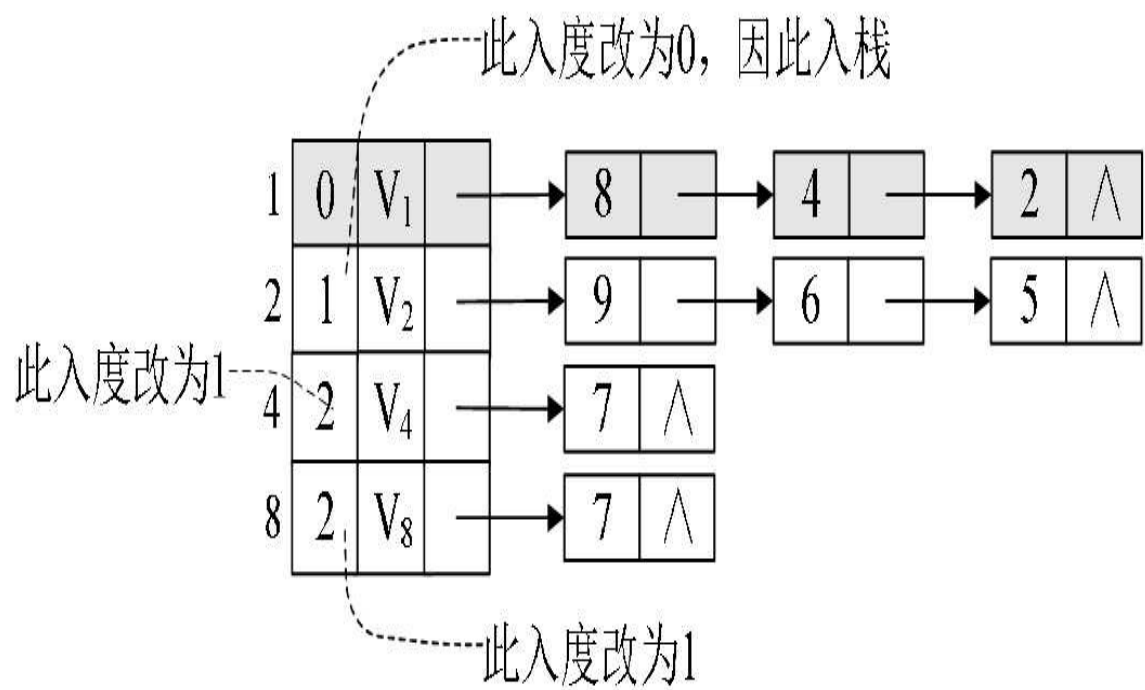 此入度改为0，因此入栈
1 0 V₁ 8 4 2 ∧
2 1 V₂ 9 6 5 ∧
此入度改为1
4 2 V₄ 7 ∧
8 2 V₈ 7 ∧
此入度改为1